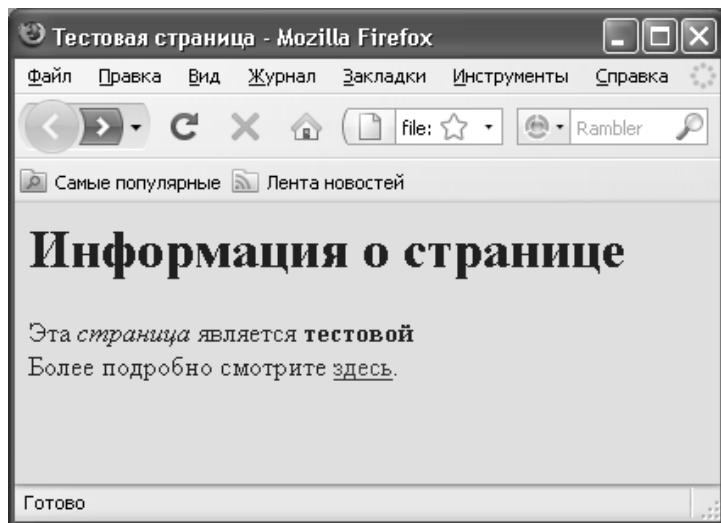 Тестовая страница - Mozilla Firefox
Файл Правка Вид Журнал Закладки Инструменты Справка
file: Rambler
Самые популярные Лента новостей
Информация о странице
Эта страница является тестовой
Более подробно смотрите здесь.
Готово